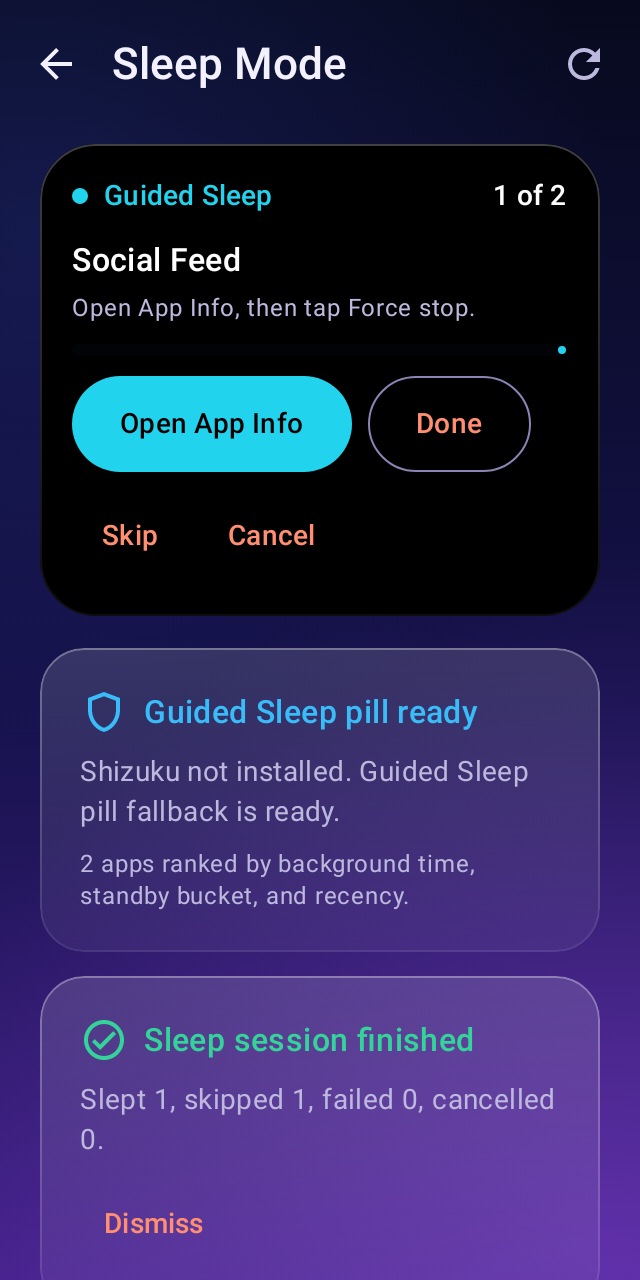 Sleep Mode
Guided Sleep
1 of 2
Social Feed
Open App Info, then tap Force stop.
Open App Info
Done
Skip
Cancel
Guided Sleep pill ready
Shizuku not installed. Guided Sleep
pill fallback is ready.
2 apps ranked by background time,
standby bucket, and recency.
Sleep session finished
Slept 1, skipped 1, failed 0, cancelled
0.
Dismiss